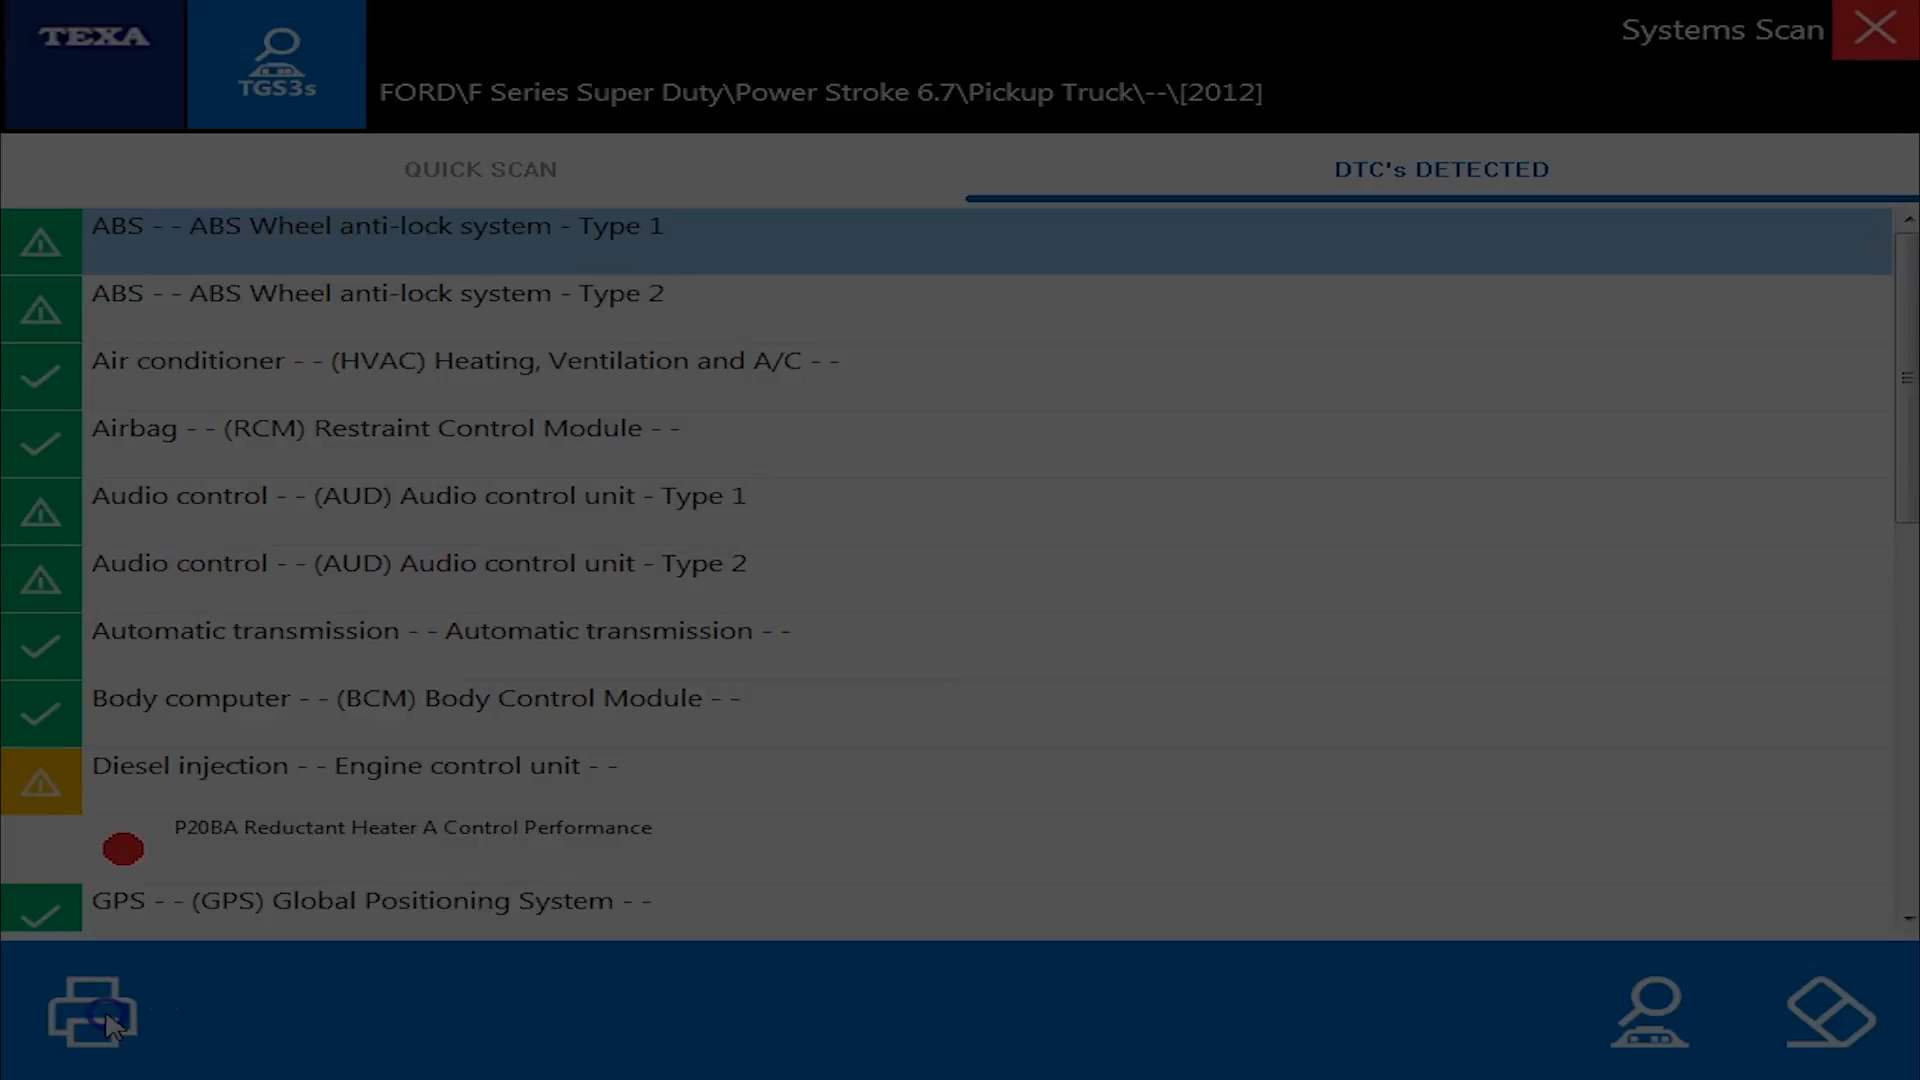 TEXA
TGS3s
Systems Scan
FORD\F Series Super Duty\Power Stroke 6.7\Pickup Truck\--\[2012]
QUICK SCAN
DTC's DETECTED
ABS - - ABS Wheel anti-lock system - Type 1
ABS - - ABS Wheel anti-lock system - Type 2
Air conditioner - - (HVAC) Heating, Ventilation and A/C - -
Airbag - - (RCM) Restraint Control Module - -
Audio control - - (AUD) Audio control unit - Type 1
Audio control - - (AUD) Audio control unit - Type 2
Automatic transmission - - Automatic transmission - -
Body computer - - (BCM) Body Control Module - -
Diesel injection - - Engine control unit - -
P20BA Reductant Heater A Control Performance
GPS - - (GPS) Global Positioning System - -